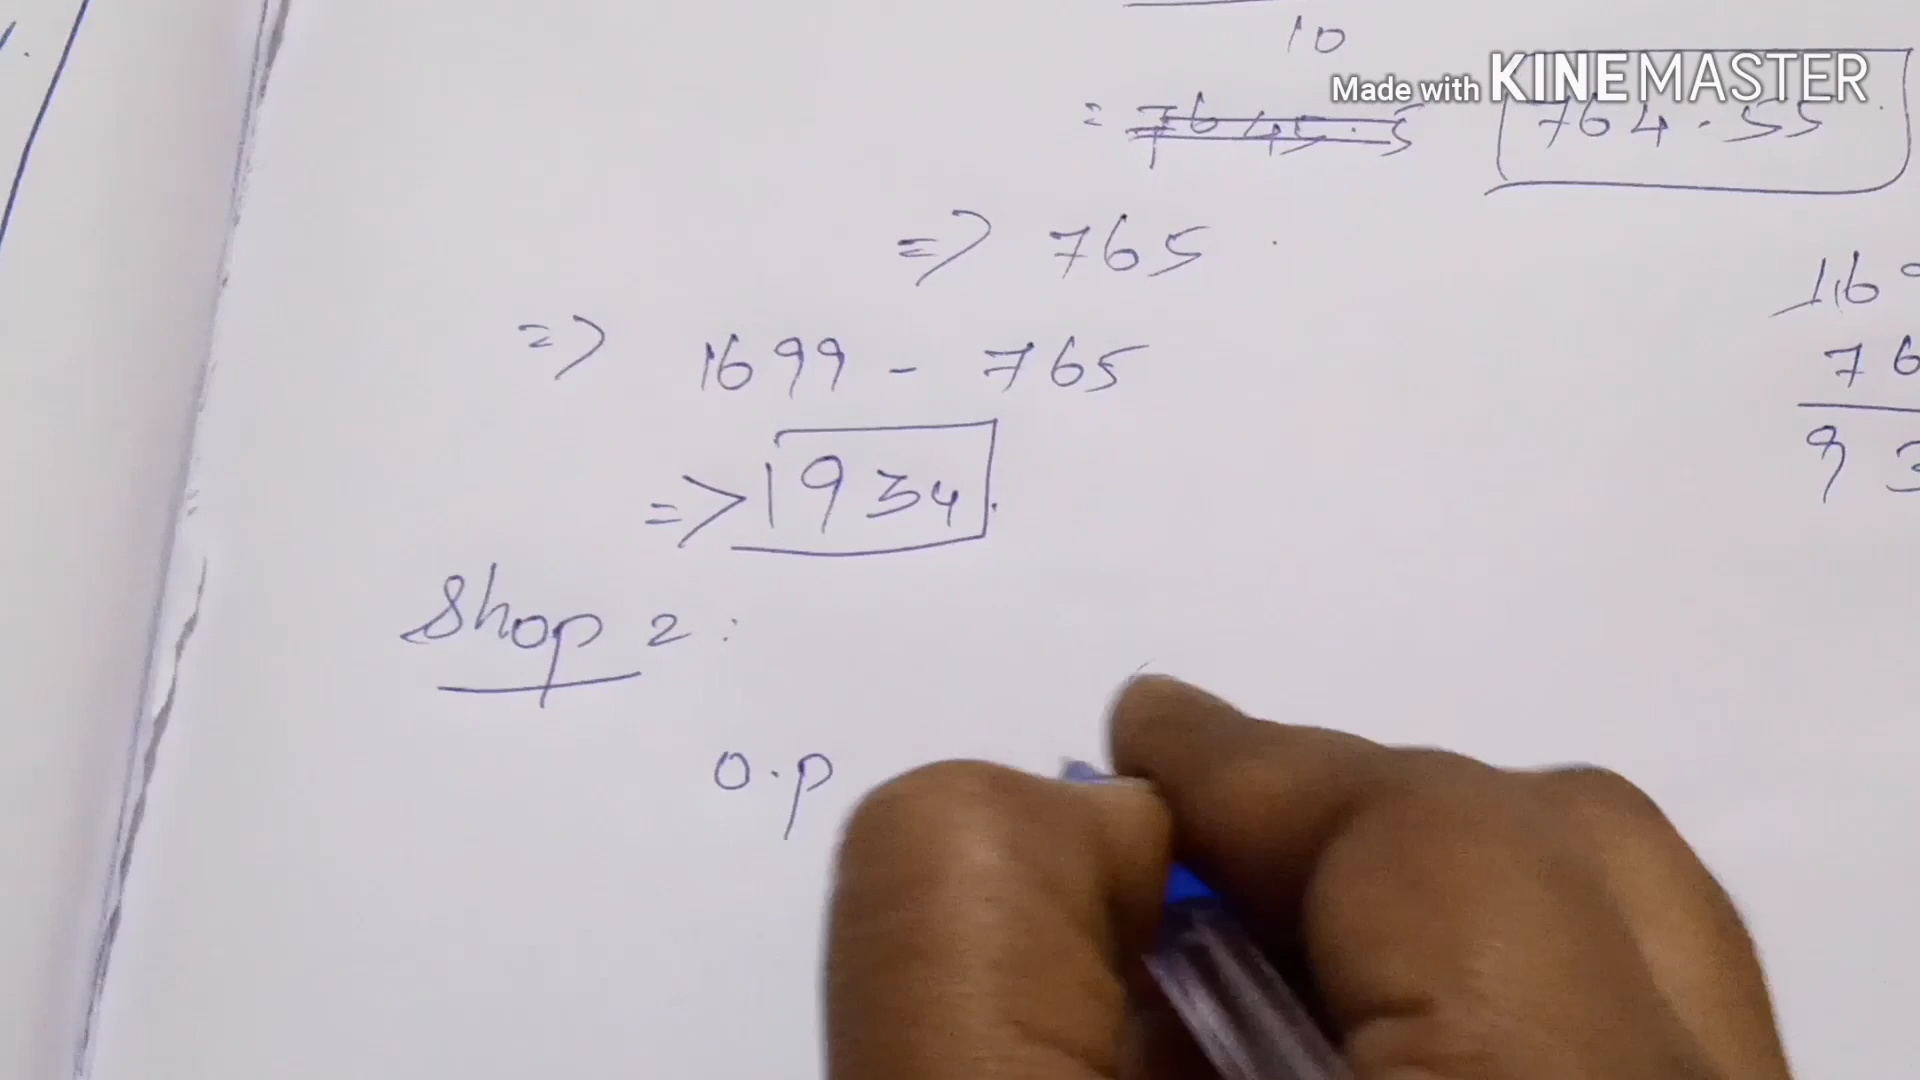 10
Made with KINEMASTER
= 7645.5 764.55
=> 765
=> 1699 - 765
=> 1934
Shop 2:
O.P